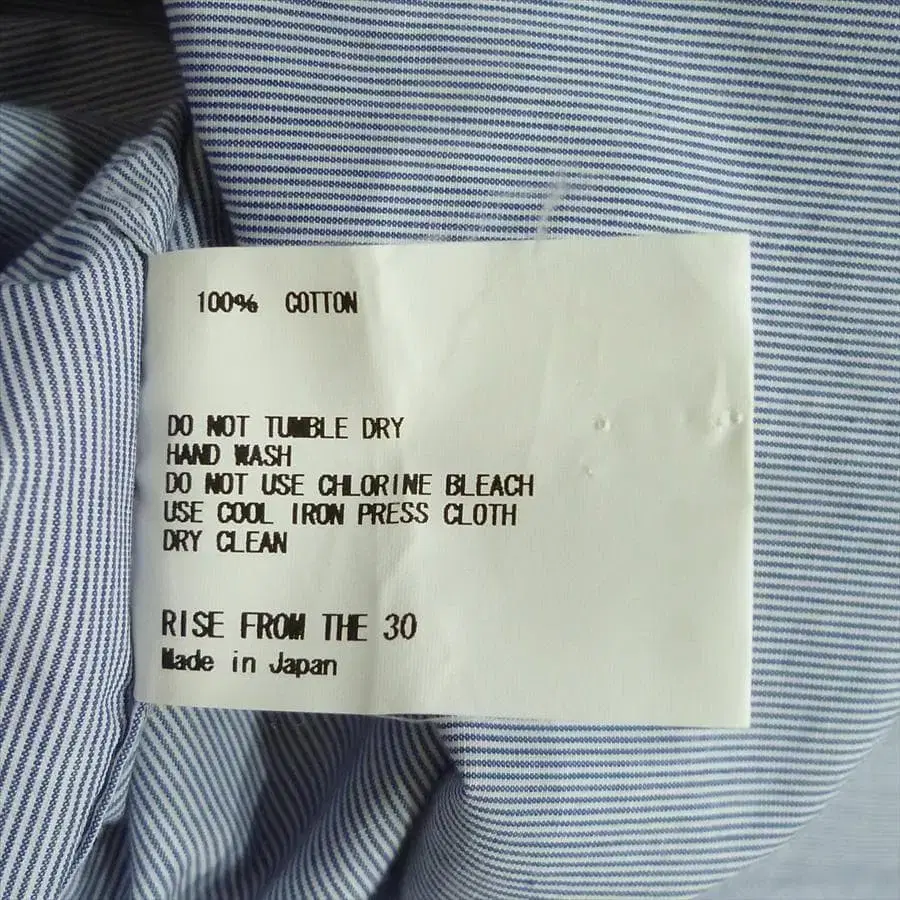 100% COTTON
DO NOT TUMBLE DRY
HAND WASH
DO NOT USE CHLORINE BLEACH
USE COOL IRON PRESS CLOTH
DRY CLEAN
RISE FROM THE 30
Made in Japan